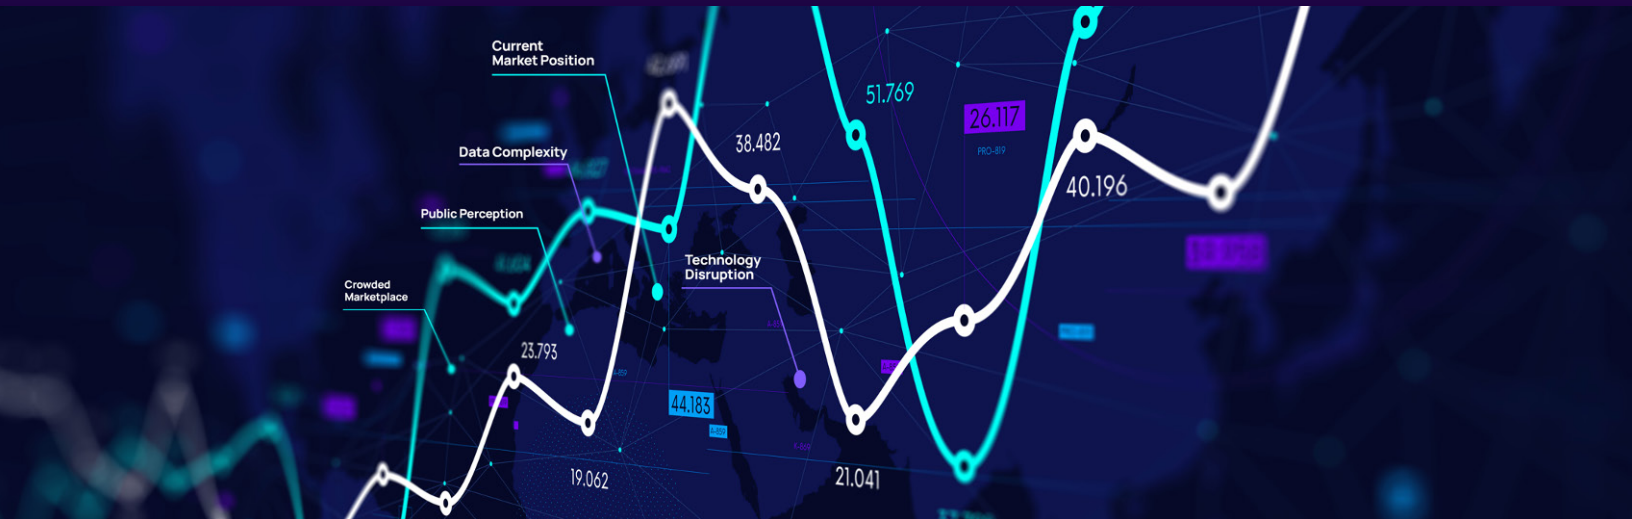 Current
Market Position
Data Complexity
Public Perception
Crowded
Marketplace
Technology
Disruption
51.769
26.117
PRO-819
38.482
40.196
23.793
44.183
19.062
21.041